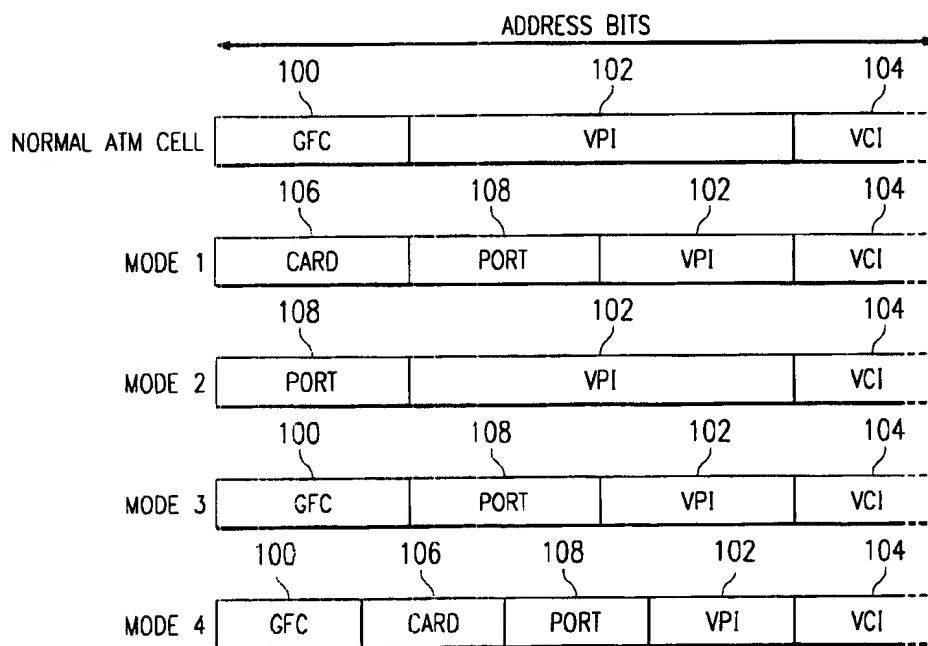 ADDRESS BITS
100 102 104
NORMAL ATM CELL GFC VPI VCI
106 108 102 104
MODE 1 CARD PORT VPI VCI
108 102 104
MODE 2 PORT VPI VCI
100 108 102 104
MODE 3 GFC PORT VPI VCI
100 106 108 102 104
MODE 4 GFC CARD PORT VPI VCI